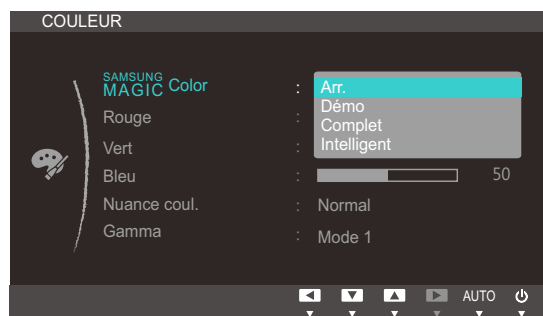 COULEUR
SAMSUNG MAGIC Color : Arr.
Démo
Rouge :
Complet
Vert : Intelligent
Bleu : 50
Nuance coul. : Normal
Gamma : Mode 1
AUTO